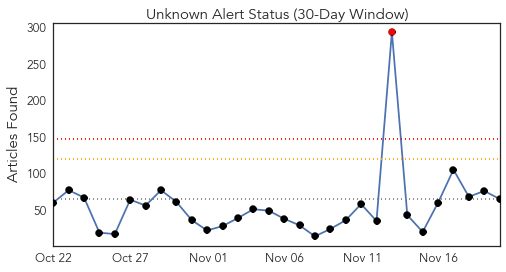 Unknown Alert Status (30-Day Window)
300
250
200
150
100
50
Articles Found
Oct 22 Oct 27 Nov 01 Nov 06 Nov 11 Nov 16